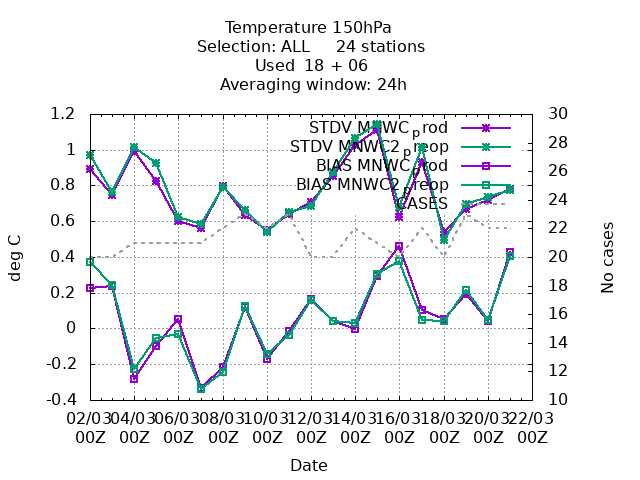 Temperature 150hPa
Selection: ALL 24 stations
Used 18 + 06
Averaging window: 24h
1.2
1
0.8
0.6
0.4
0.2
0
-0.2
-0.4
deg C
30
28
26
24
22
20
18
16
14
12
10
No cases
STDV MNWC_prod
STDV MNWC2_preop
BIAS MNWC_prod
BIAS MNWC2_preop
CASES
02/03 04/03 06/03 08/03 10/03 12/03 14/03 16/03 18/03 20/03 22/03
00Z 00Z 00Z 00Z 00Z 00Z 00Z 00Z 00Z 00Z 00Z
Date